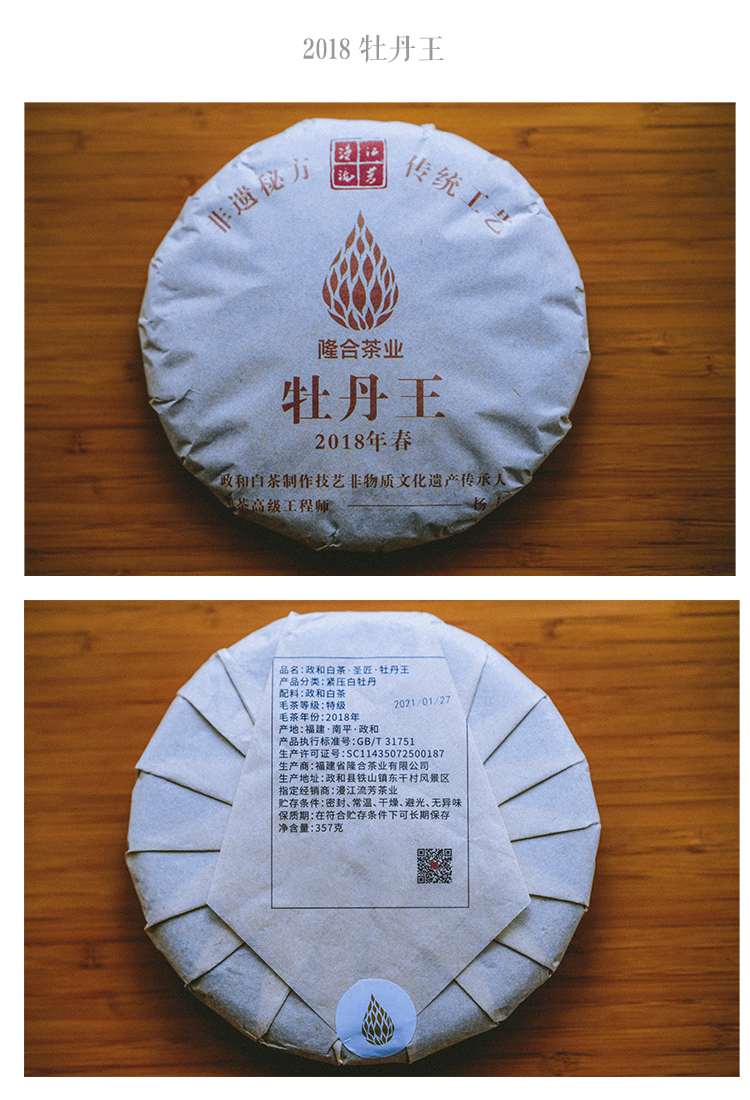 2018 牡丹王
非遗秘方
漫江
流芳
传统工艺
隆合茶业
牡丹王
2018年春
政和白茶制作技艺非物质文化遗产传承人
茶高级工程师 杨
品名:政和白茶·圣匠·牡丹王
产品分类:紧压白牡丹
配料:政和白茶
毛茶等级:特级
2021/01/27
毛茶年份:2018年
产地:福建·南平·政和
产品执行标准号:GB/T 31751
生产许可证号:SC11435072500187
生产商:福建省隆合茶业有限公司
生产地址:政和县铁山镇东干村风景区
指定经销商:漫江流芳茶业
贮存条件:密封、常温、干燥、避光、无异味
保质期:在符合贮存条件下可长期保存
净含量:357克